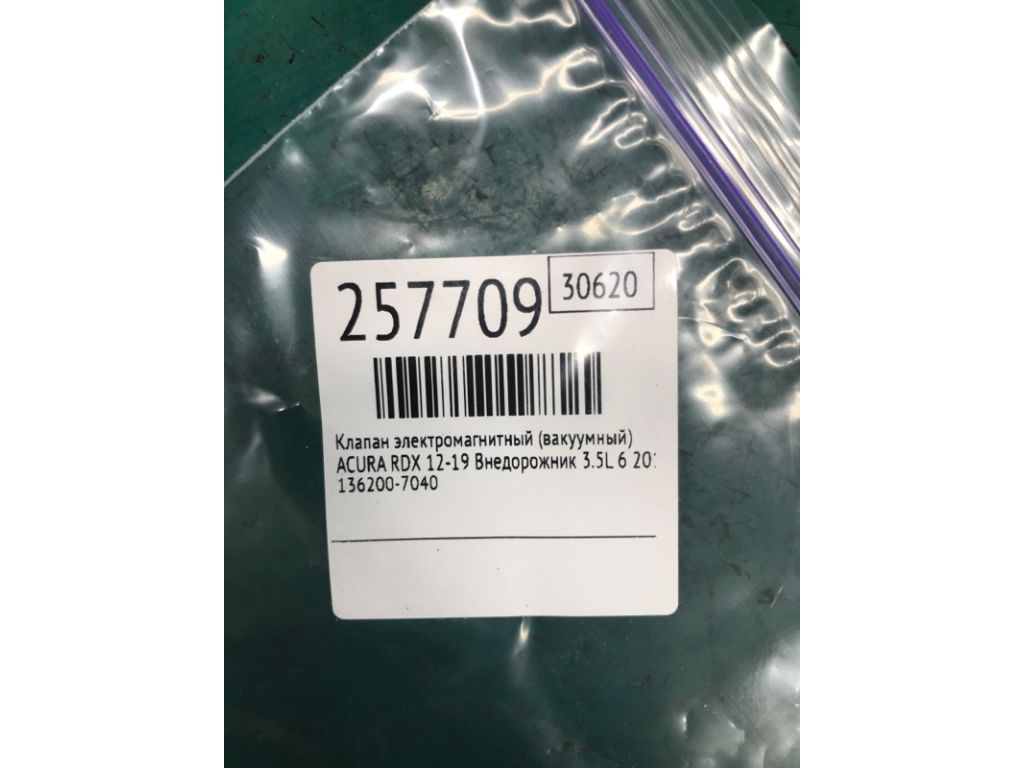 257709
30620
Клапан электромагнитный (вакуумный)
ACURA RDX 12-19 Внедорожник 3.5L 6
136200-7040